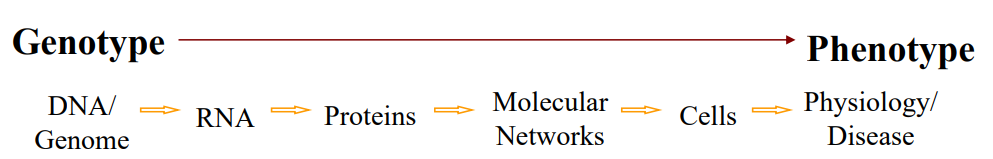 Genotype
Phenotype
DNA/
Genome
RNA
Proteins
Molecular
Networks
Cells
Physiology/
Disease